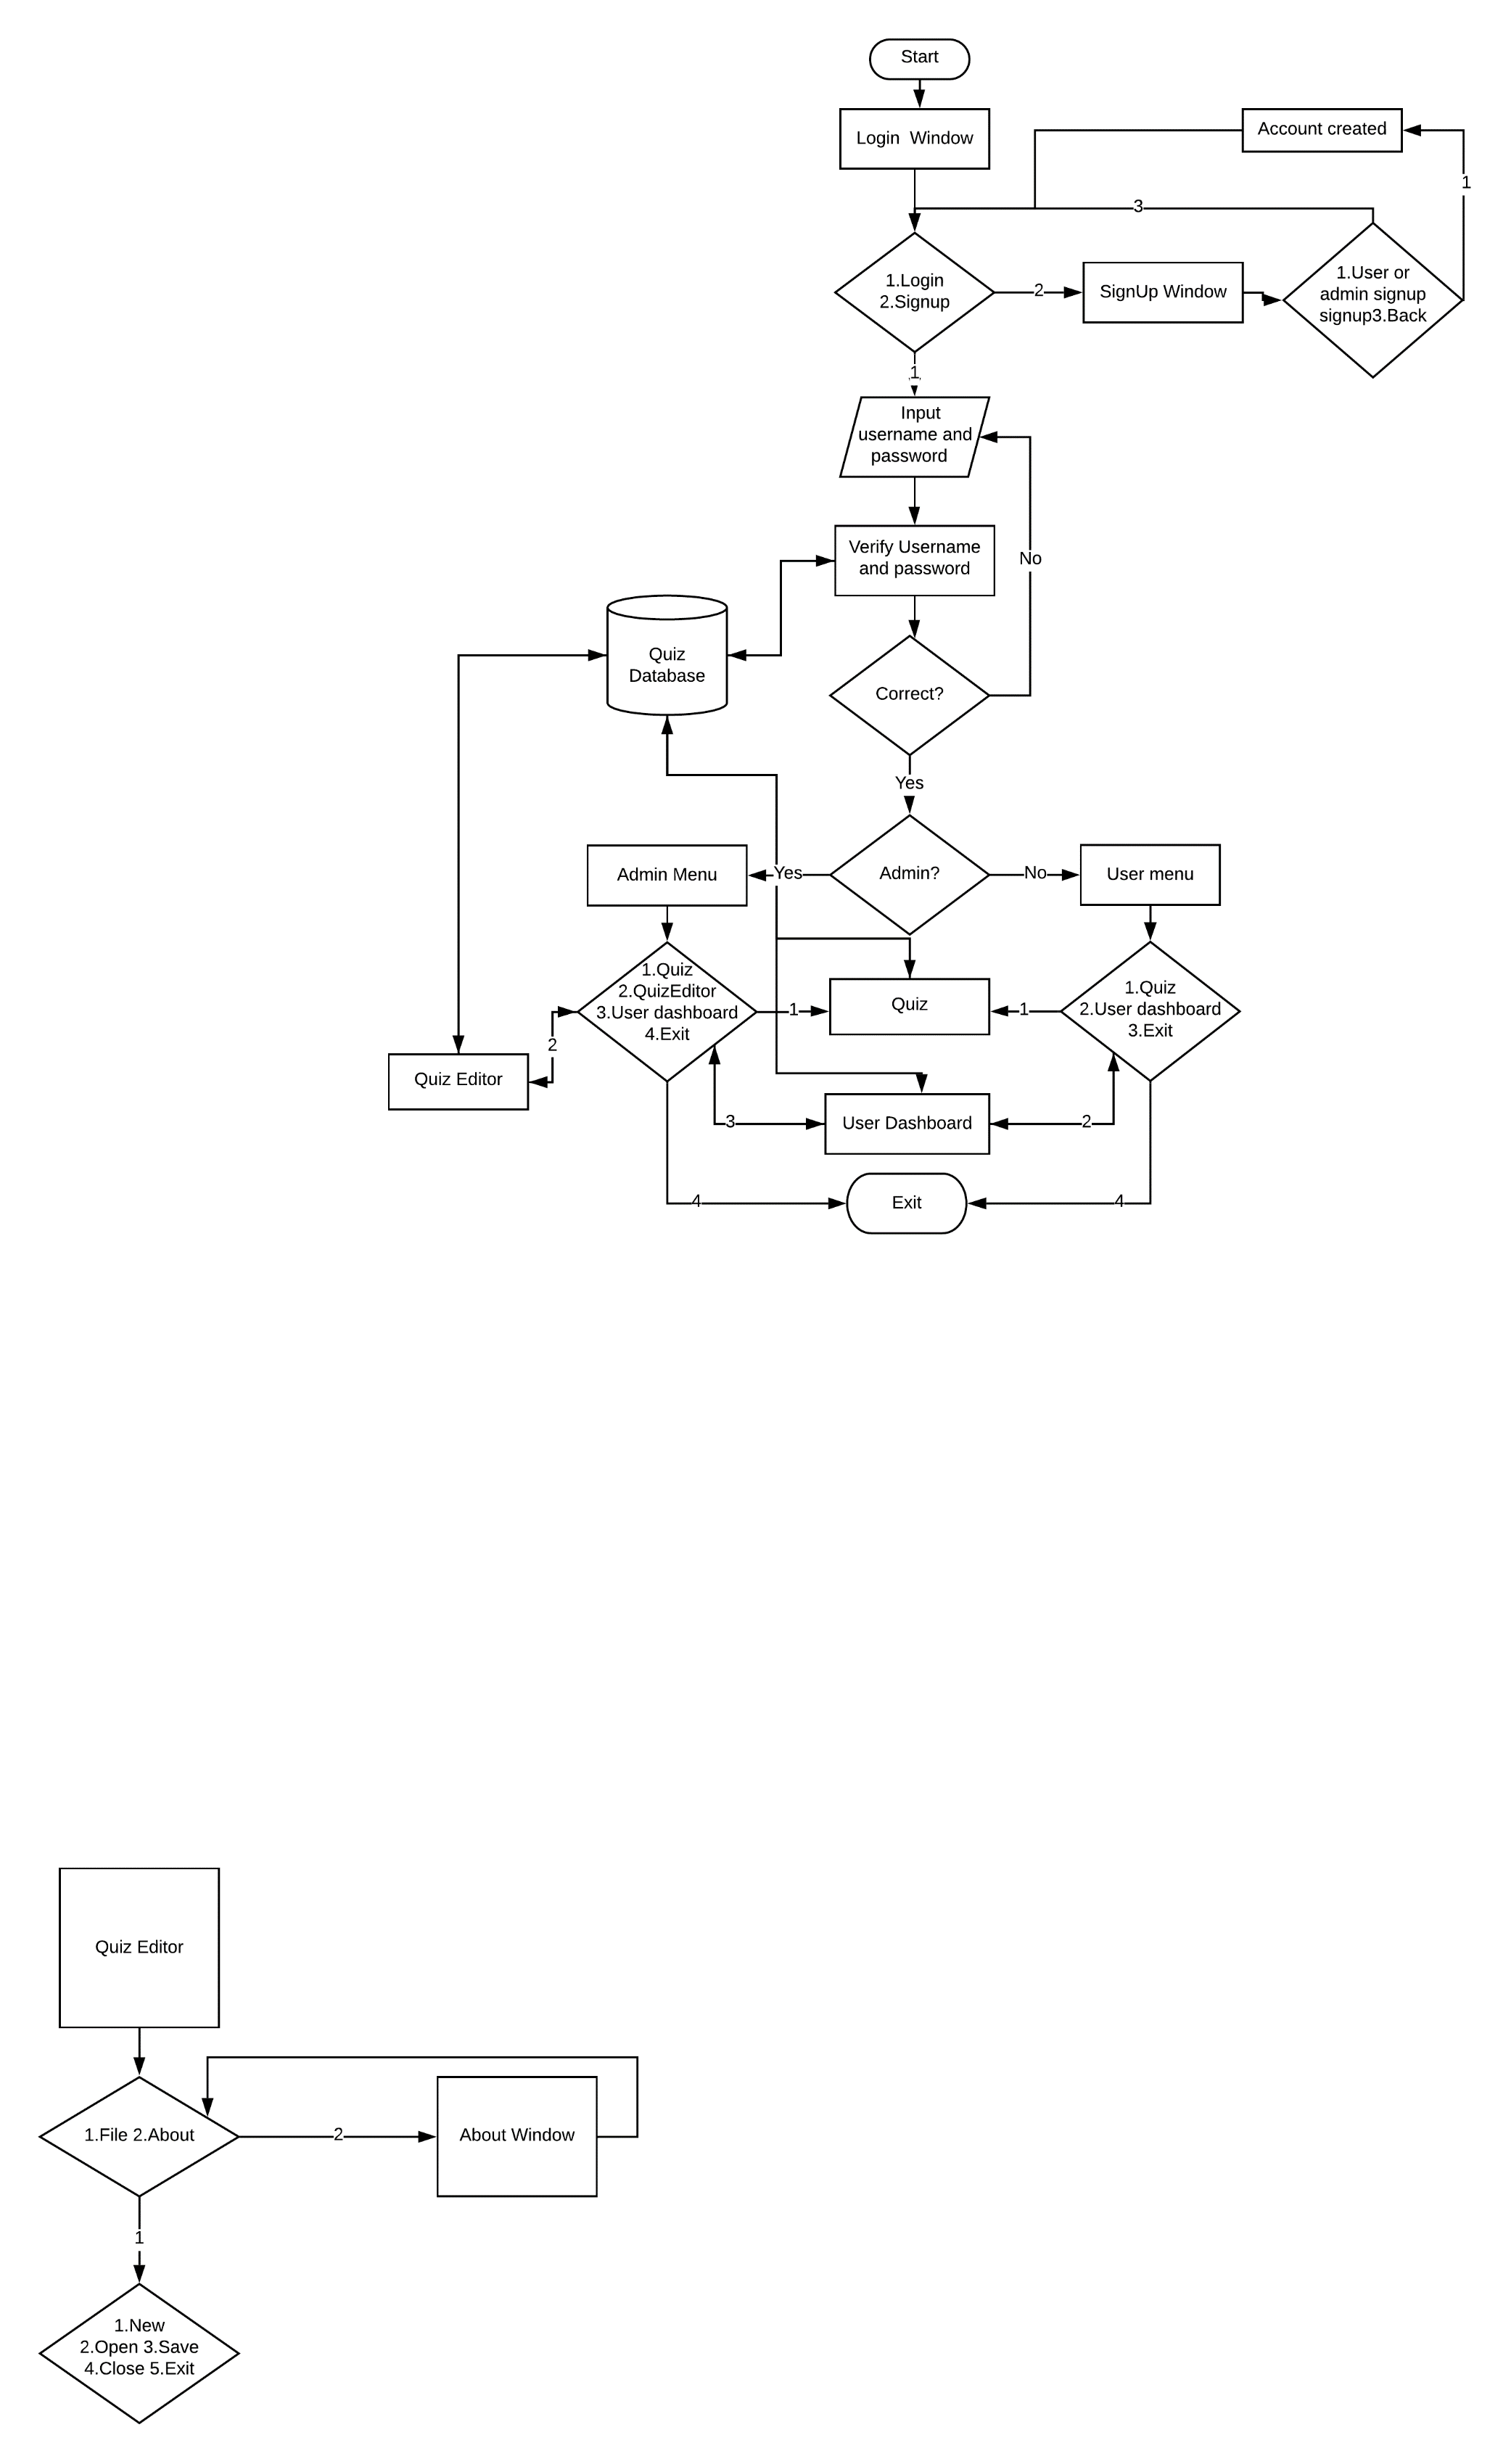 Start
Login  Window
Account created
1
3
1.Login
2.Signup
2
SignUp Window
1.User or
admin signup
signup3.Back
1
Input
username and
password
Verify Username
and password
No
Quiz
Database
Correct?
Yes
Admin Menu
Yes
Admin?
No
User menu
1.Quiz
2.QuizEditor
3.User dashboard
4.Exit
1
Quiz
1
1.Quiz
2.User dashboard
3.Exit
2
Quiz Editor
3
User Dashboard
2
4
Exit
4
Quiz Editor
1.File 2.About
2
About Window
1
1.New
2.Open 3.Save
4.Close 5.Exit